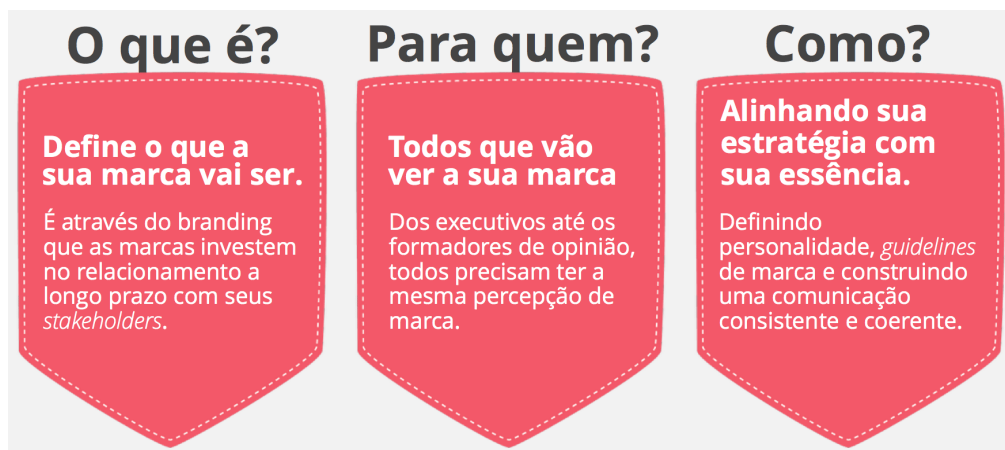 O que é?
Define o que a
sua marca vai ser.
É através do branding
que as marcas investem
no relacionamento a
longo prazo com seus
stakeholders.
Para quem?
Todos que vão
ver a sua marca
Dos executivos até os
formadores de opinião,
todos precisam ter a
mesma percepção de
marca.
Como?
Alinhando sua
estratégia com
sua essência.
Definindo
personalidade, guidelines
de marca e construindo
uma comunicação
consistente e coerente.